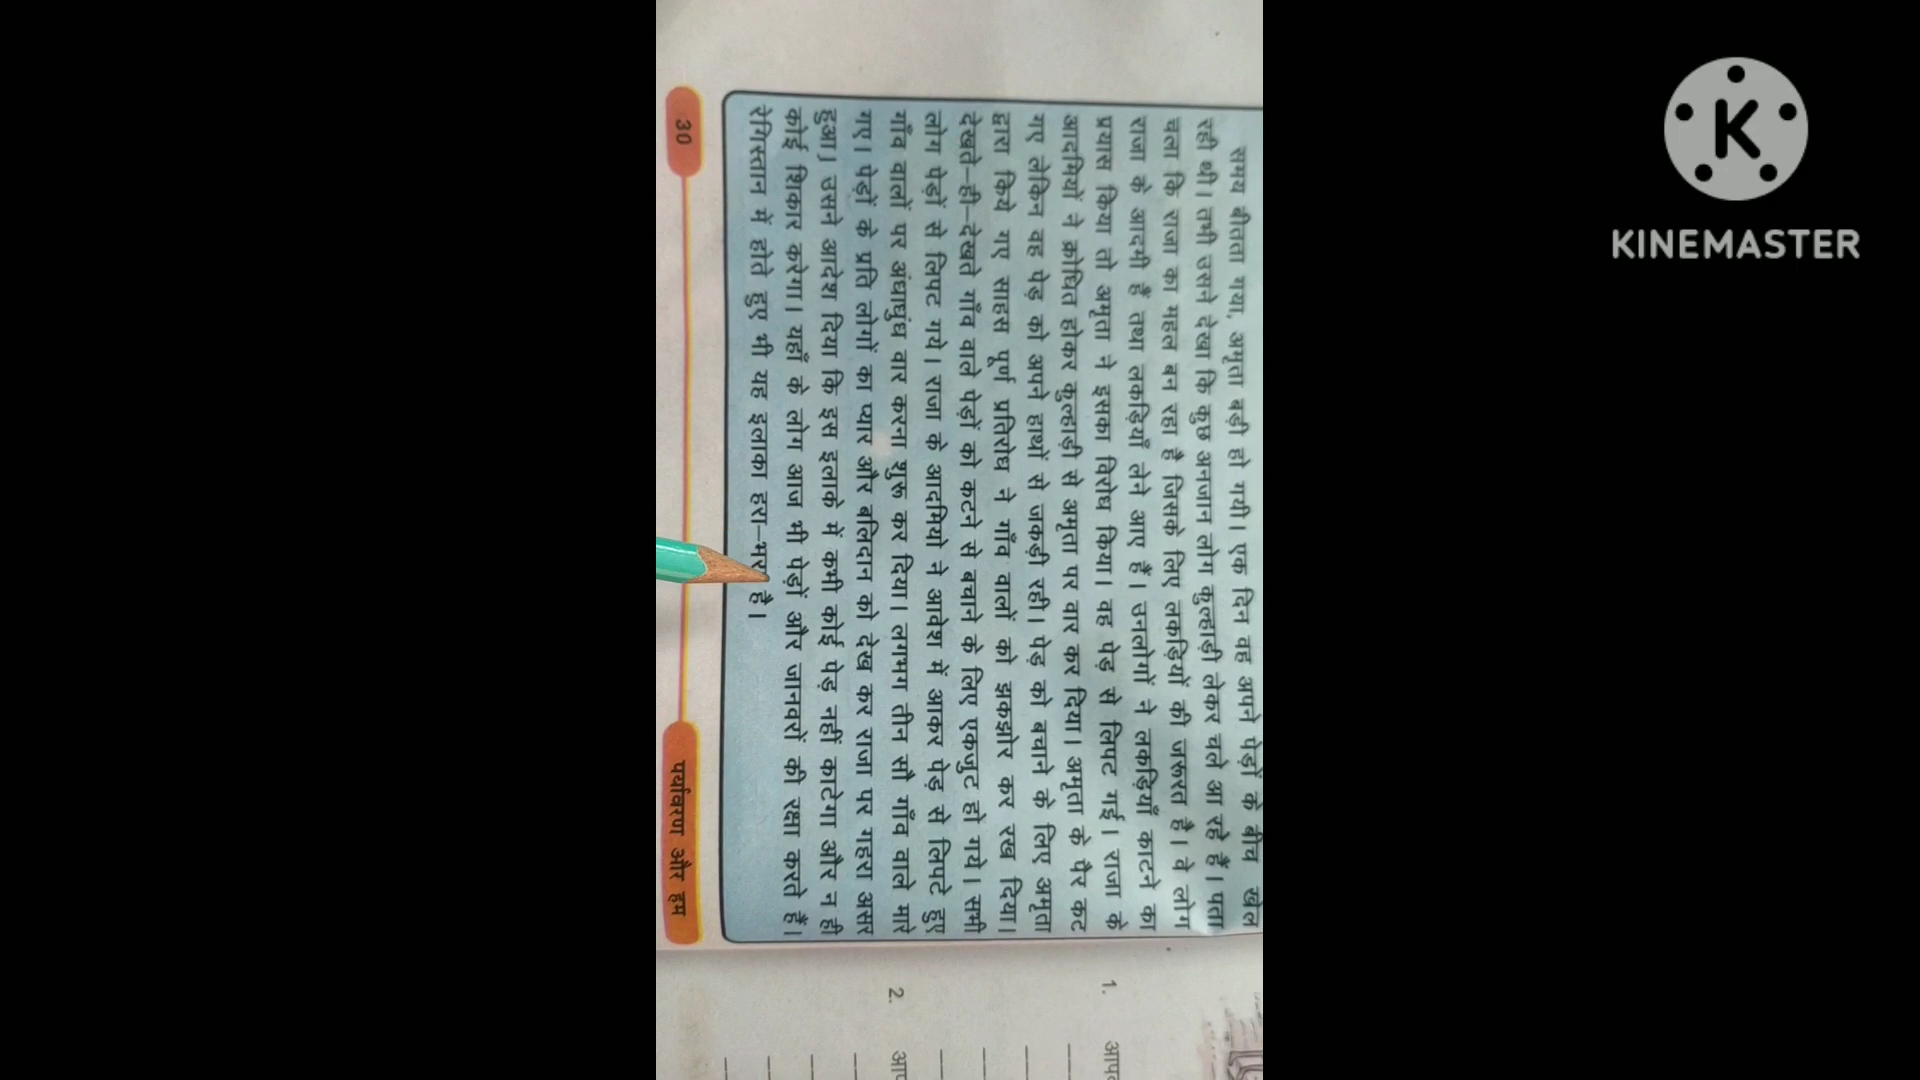 समय बीतता गया, अमृता बड़ी हो गयी। एक दिन वह अपने पेड़ों के बीच खेल
रही थी। तभी उसने देखा कि कुछ अनजान लोग कुल्हाड़ी लेकर चले आ रहे हैं। पता
चला कि राजा का महल बन रहा है जिसके लिए लकड़ियों की जरूरत है। वे लोग
राजा के आदमी हैं तथा लकड़ियाँ लेने आए हैं। उनलोगों ने लकड़ियाँ काटने का
प्रयास किया तो अमृता ने इसका विरोध किया। वह पेड़ से लिपट गई। राजा के
आदमियों ने क्रोधित होकर कुल्हाड़ी से अमृता पर वार कर दिया। अमृता के पैर कट
गए लेकिन वह पेड़ को अपने हाथों से जकड़ी रही। पेड़ को बचाने के लिए अमृता
द्वारा किये गए साहस पूर्ण प्रतिरोध ने गाँव वालों को झकझोर कर रख दिया।
देखते–ही–देखते गाँव वाले पेड़ों को कटने से बचाने के लिए एकजुट हो गये। सभी
लोग पेड़ों से लिपट गये। राजा के आदमियो ने आवेश में आकर पेड़ से लिपटे हुए
गाँव वालों पर अंधाधुंध वार करना शुरू कर दिया। लगभग तीन सौ गाँव वाले मारे
गए। पेड़ों के प्रति लोगों का प्यार और बलिदान को देख कर राजा पर गहरा असर
हुआ। उसने आदेश दिया कि इस इलाके में कभी कोई पेड़ नहीं काटेगा और न ही
कोई शिकार करेगा। यहाँ के लोग आज भी पेड़ों और जानवरों की रक्षा करते हैं।
रेगिस्तान में होते हुए भी यह इलाका हरा–भरा है।
30
पर्यावरण और हम
1.
2.
KINEMASTER